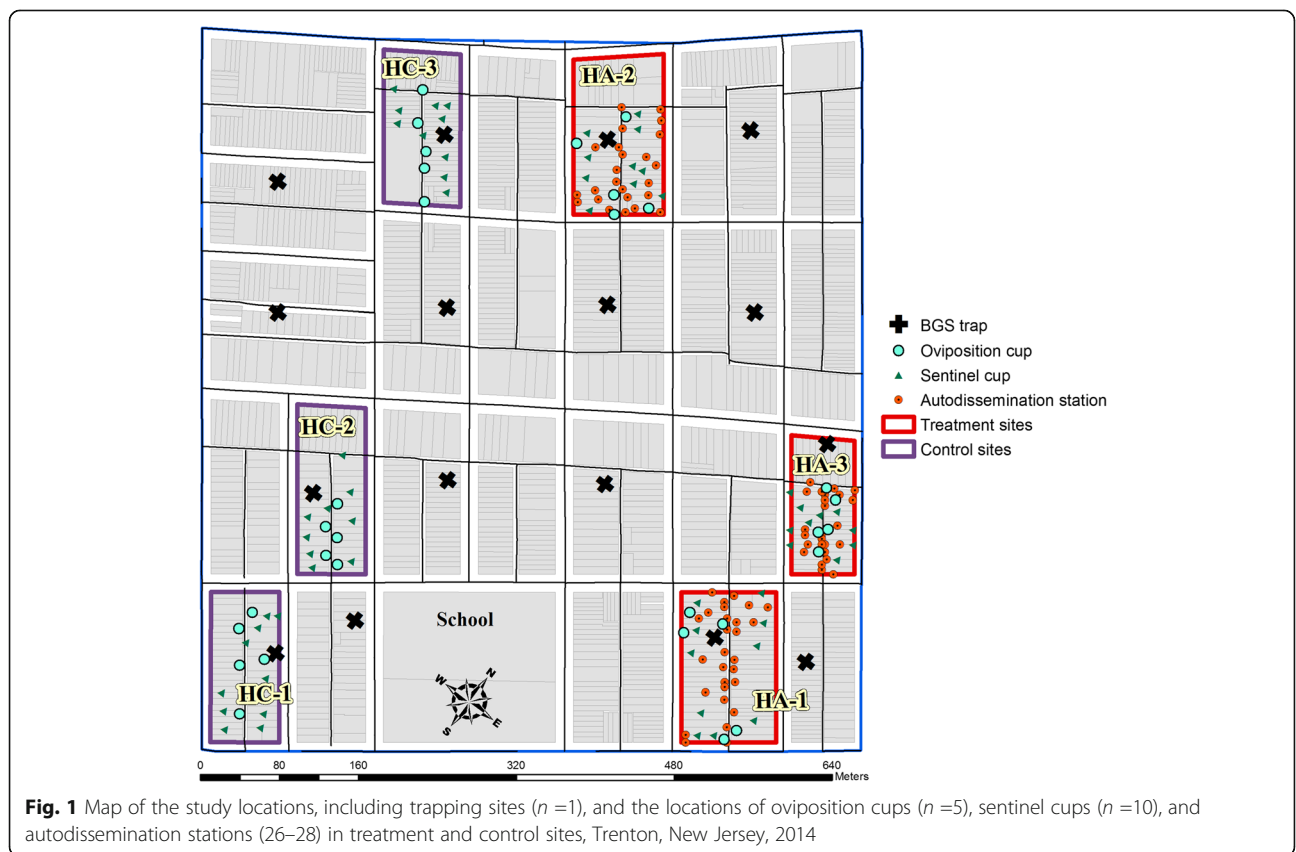 HC-3
HA-2
BGS trap
Oviposition cup
Sentinel cup
Autodissemination station
Treatment sites
Control sites
HC-2
HA-3
School
N
W
E
S
HC-1
HA-1
0 80 160 320 480 640
Meters
Fig. 1 Map of the study locations, including trapping sites (n =1), and the locations of oviposition cups (n =5), sentinel cups (n =10), and
autodissemination stations (26–28) in treatment and control sites, Trenton, New Jersey, 2014